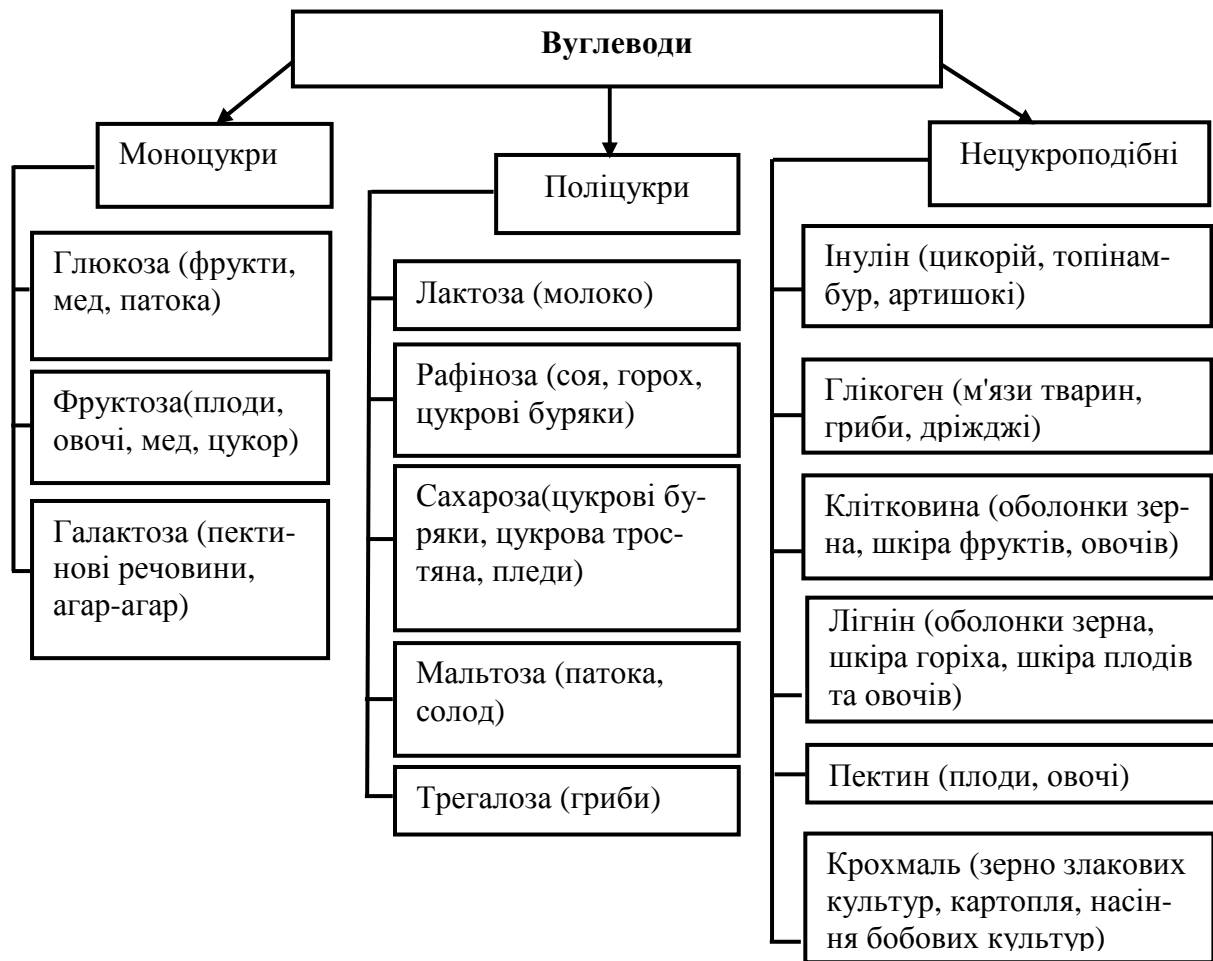 Вуглеводи
Моноцукри
Глюкоза (фрукти,
мед, патока)
Фруктоза(плоди,
овочі, мед, цукор)
Галактоза (пекти-
нові речовини,
агар-агар)
Поліцукри
Лактоза (молоко)
Рафіноза (соя, горох,
цукрові буряки)
Сахароза(цукрові бу-
ряки, цукрова трос-
тяна, пледи)
Мальтоза (патока,
солод)
Трегалоза (гриби)
Нецукроподібні
Інулін (цикорій, топінам-
бур, артишокі)
Глікоген (м'язи тварин,
гриби, дріжджі)
Клітковина (оболонки зер-
на, шкіра фруктів, овочів)
Лігнін (оболонки зерна,
шкіра горіха, шкіра плодів
та овочів)
Пектин (плоди, овочі)
Крохмаль (зерно злакових
культур, картопля, насін-
ня бобових культур)